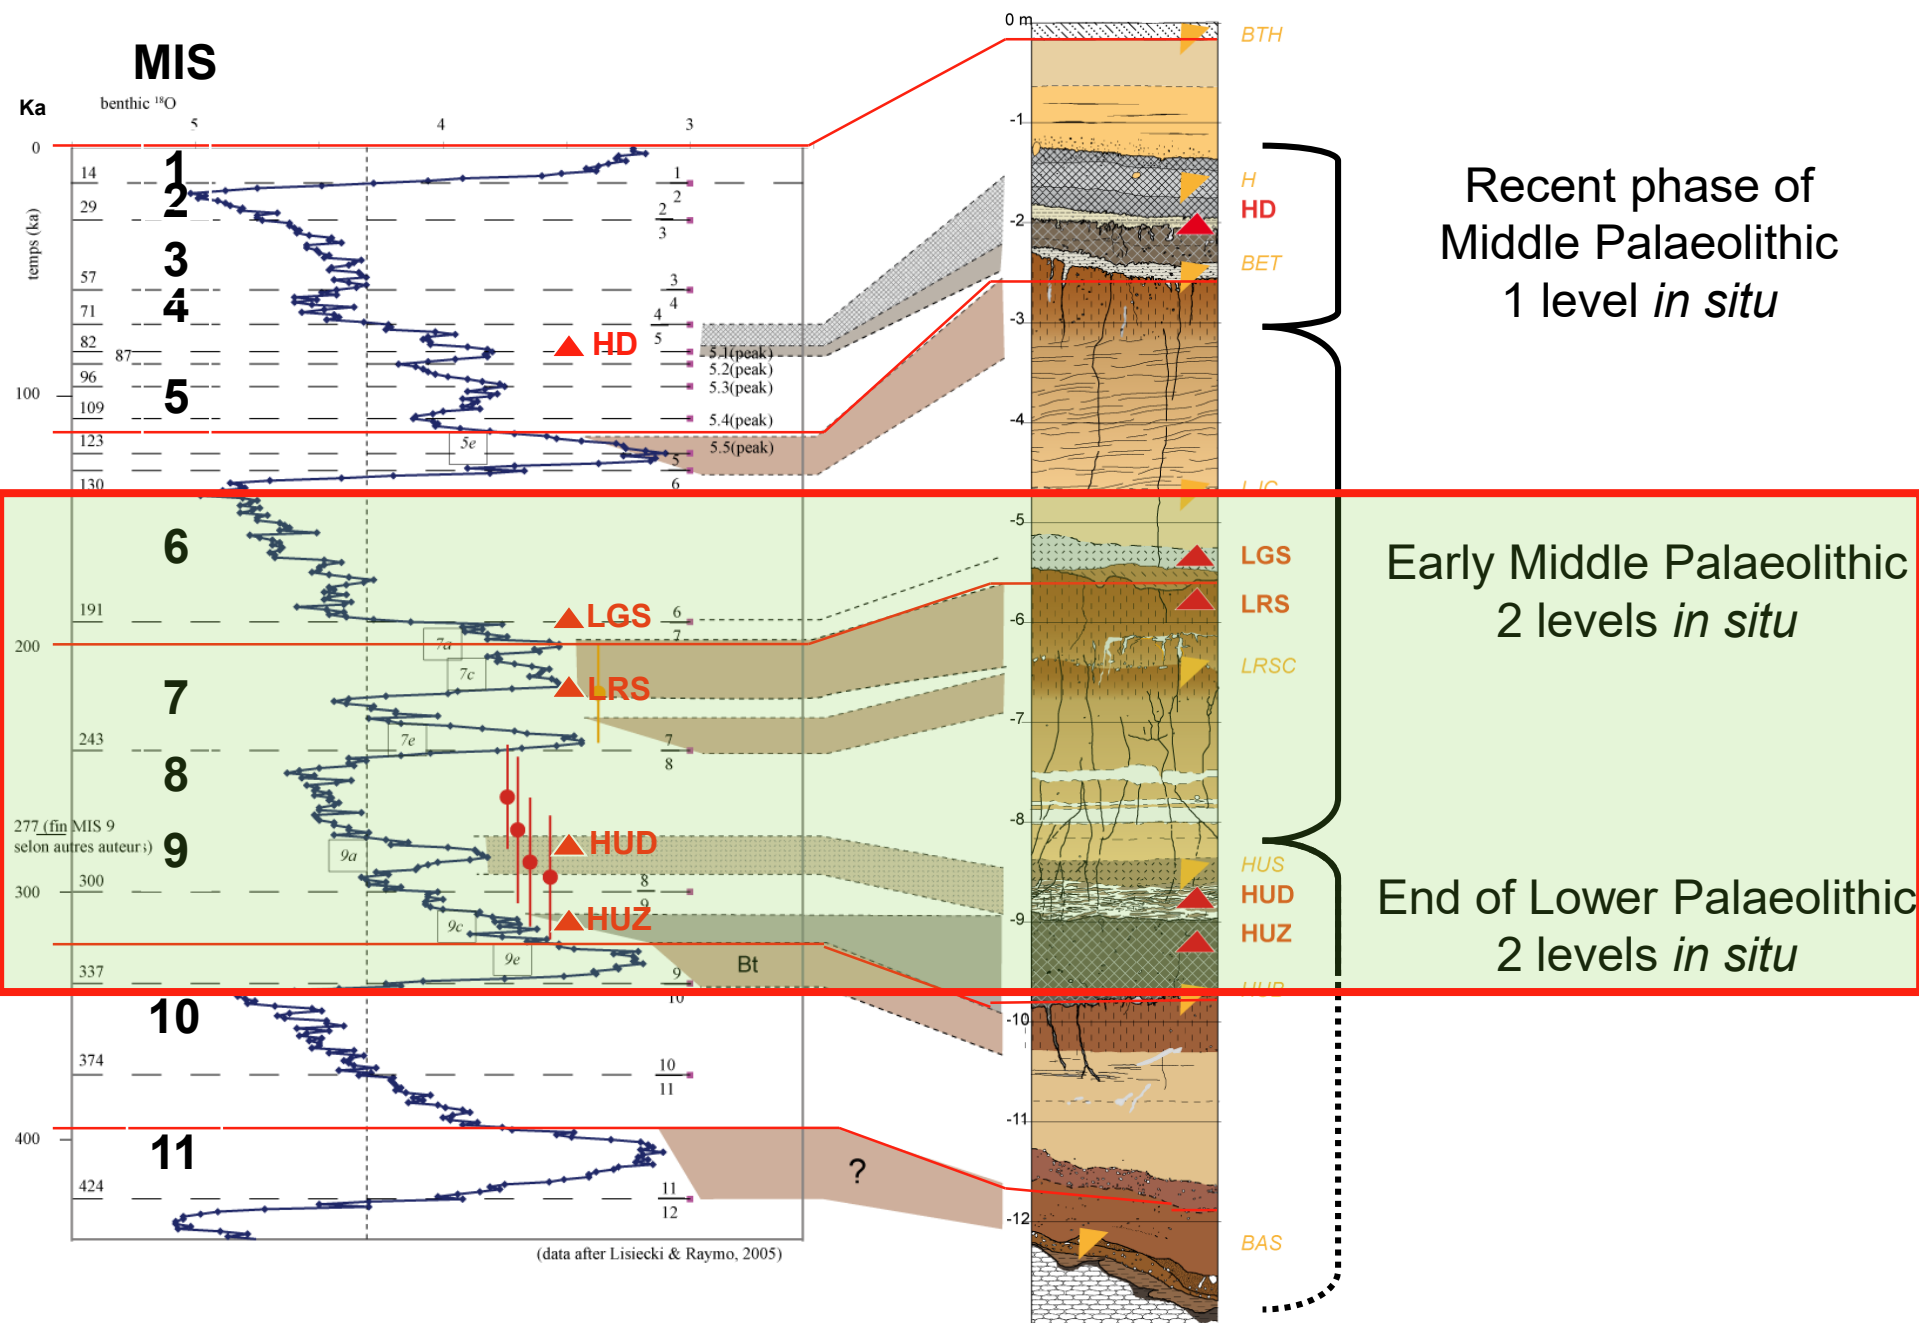 MIS
Ka
benthic 18O
5
4
3
temps (ka)
0
100
200
300
400
14
29
57
71
82
87
96
109
123
130
191
243
277 (fin MIS 9
selon autres auteurs)
300
337
374
424
1
2
3
4
5
6
7
8
9
10
11
5e
7a
7c
7e
9a
9c
9e
1
2
2
3
3
4
4
5
5.1(peak)
5.2(peak)
5.3(peak)
5.4(peak)
5.5(peak)
5
6
6
7
7
8
8
9
9
10
10
11
11
12
HD
LGS
LRS
HUD
HUZ
Bt
?
(data after Lisiecki & Raymo, 2005)
0 m
-1
-2
-3
-4
-5
-6
-7
-8
-9
-10
-11
-12
BTH
H
HD
BET
LJC
LGS
LRS
LRSC
HUS
HUD
HUZ
HUB
BAS
Recent phase of
Middle Palaeolithic
1 level in situ
Early Middle Palaeolithic
2 levels in situ
End of Lower Palaeolithic
2 levels in situ